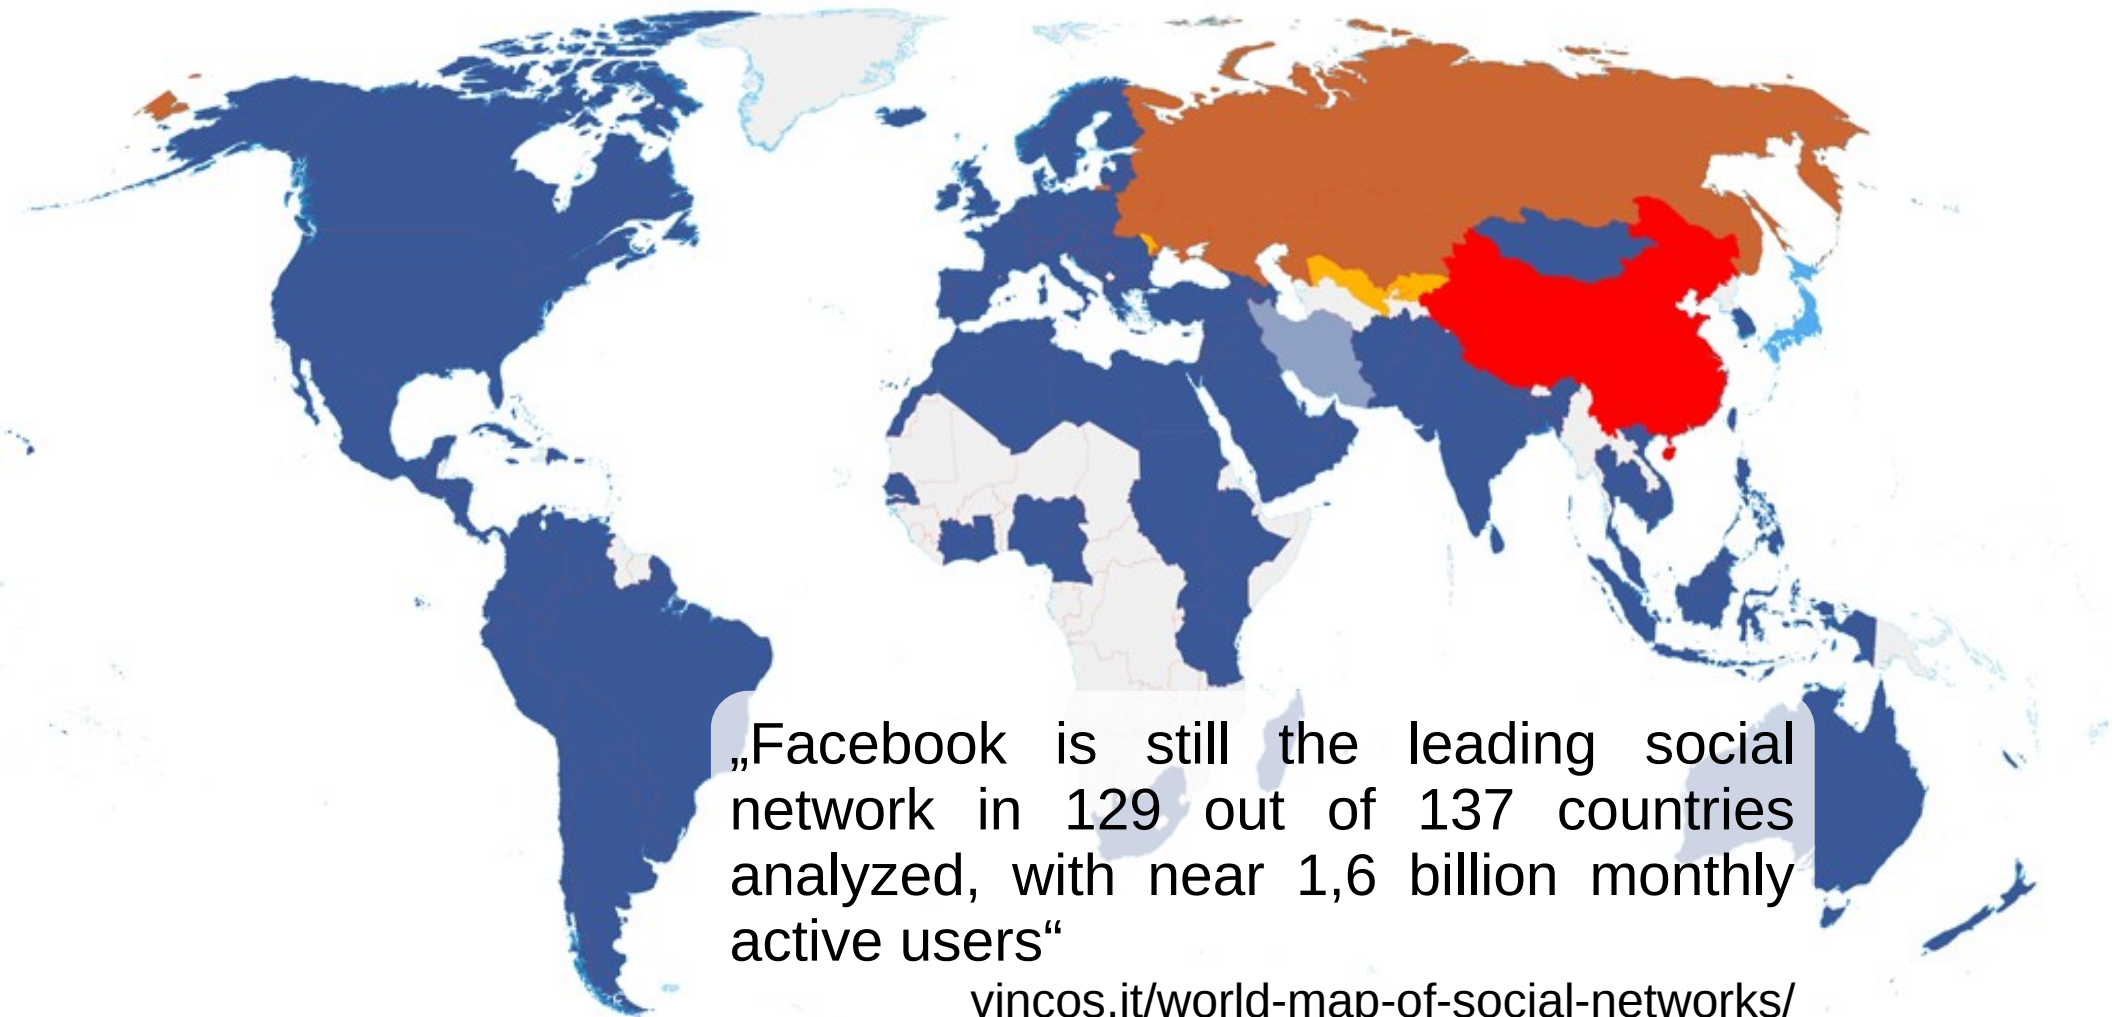 „Facebook is still the leading social
network in 129 out of 137 countries
analyzed, with near 1,6 billion monthly
active users“
vincos.it/world-map-of-social-networks/